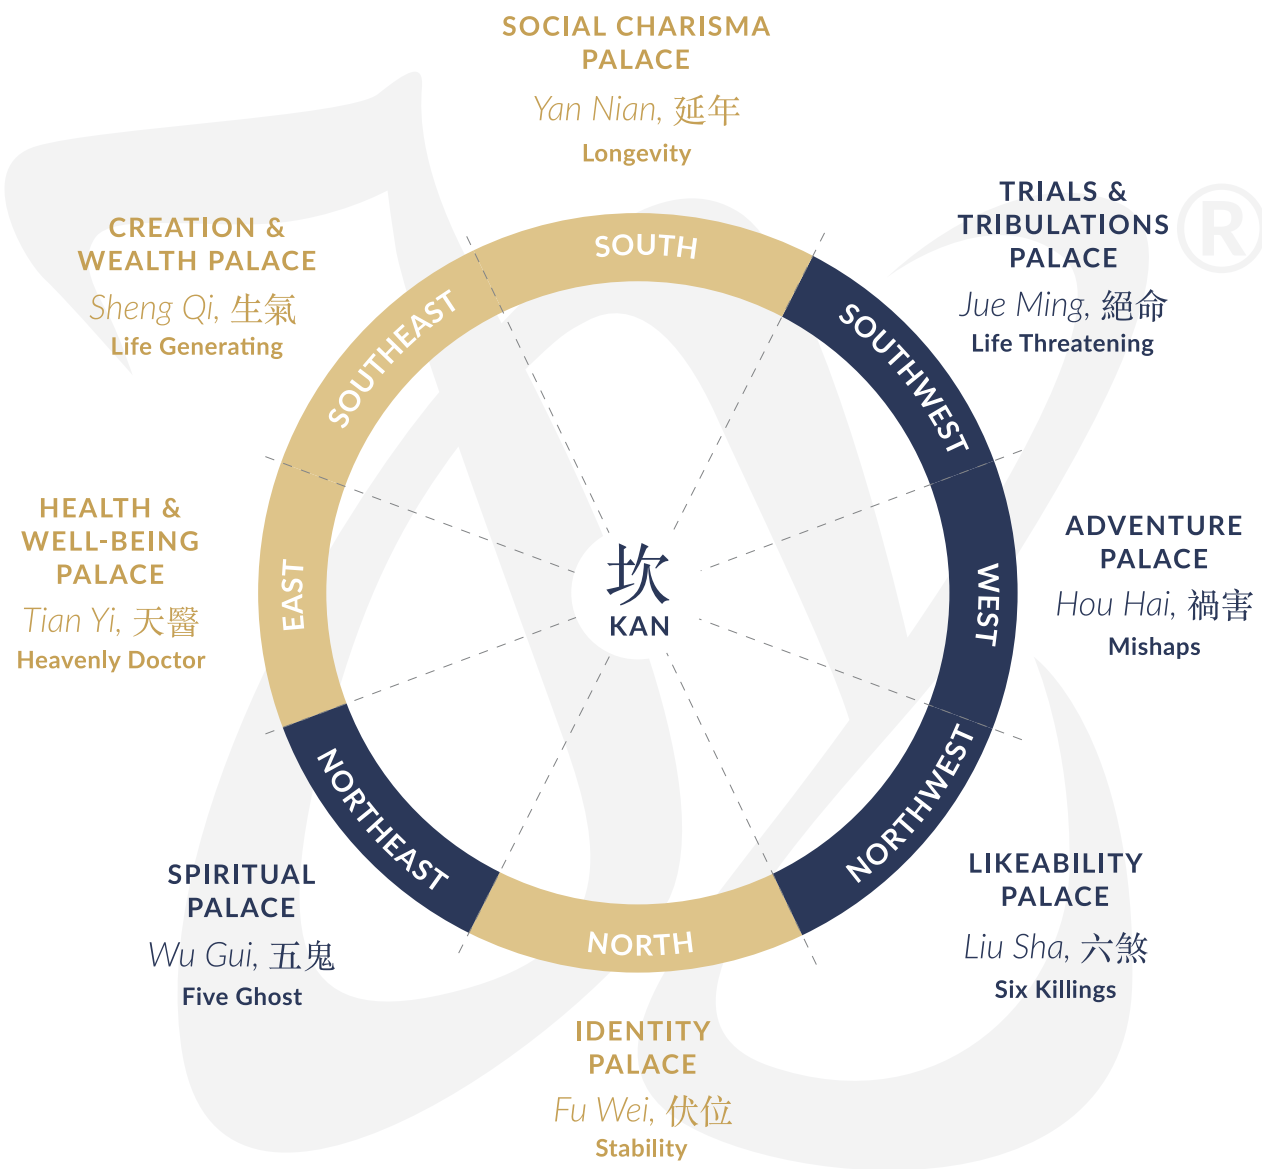 SOCIAL CHARISMA
PALACE
Yan Nian, 延年
Longevity
TRIALS &
TRIBULATIONS
PALACE
Jue Ming, 絕命
Life Threatening
®
CREATION &
WEALTH PALACE
Sheng Qi, 生氣
Life Generating
SOUTH
SOUTHEAST
SOUTHWEST
HEALTH &
WELL-BEING
PALACE
Tian Yi, 天醫
Heavenly Doctor
EAST
坎
KAN
WEST
ADVENTURE
PALACE
Hou Hai, 禍害
Mishaps
NORTHEAST
NORTHWEST
NORTH
SPIRITUAL
PALACE
Wu Gui, 五鬼
Five Ghost
LIKEABILITY
PALACE
Liu Sha, 六煞
Six Killings
IDENTITY
PALACE
Fu Wei, 伏位
Stability